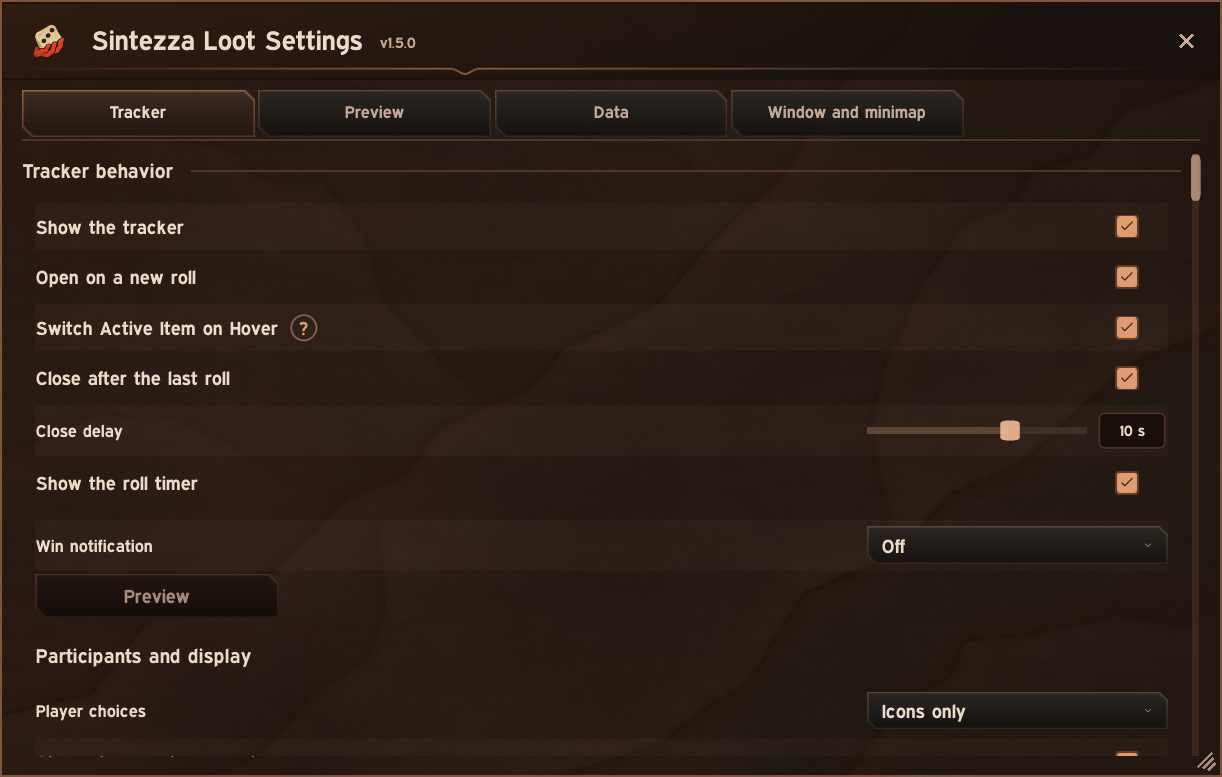 Sintezza Loot Settings v1.5.0
Tracker
Preview
Data
Window and minimap
Tracker behavior
Show the tracker
Open on a new roll
Switch Active Item on Hover ?
Close after the last roll
Close delay
10 s
Show the roll timer
Win notification
Off
Preview
Participants and display
Player choices
Icons only